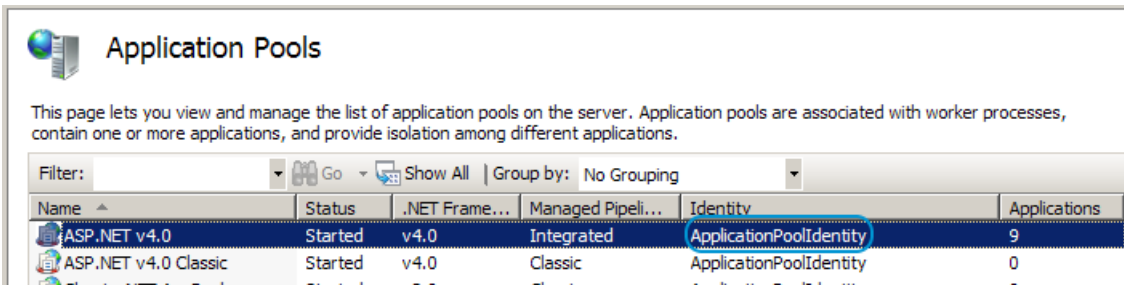 Application Pools
This page lets you view and manage the list of application pools on the server. Application pools are associated with worker processes,
contain one or more applications, and provide isolation among different applications.
Filter: Go Show All Group by: No Grouping
Name Status .NET Frame... Managed Pipeli... Identity Applications
ASP.NET v4.0 Started v4.0 Integrated ApplicationPoolIdentity 9
ASP.NET v4.0 Classic Started v4.0 Classic ApplicationPoolIdentity 0